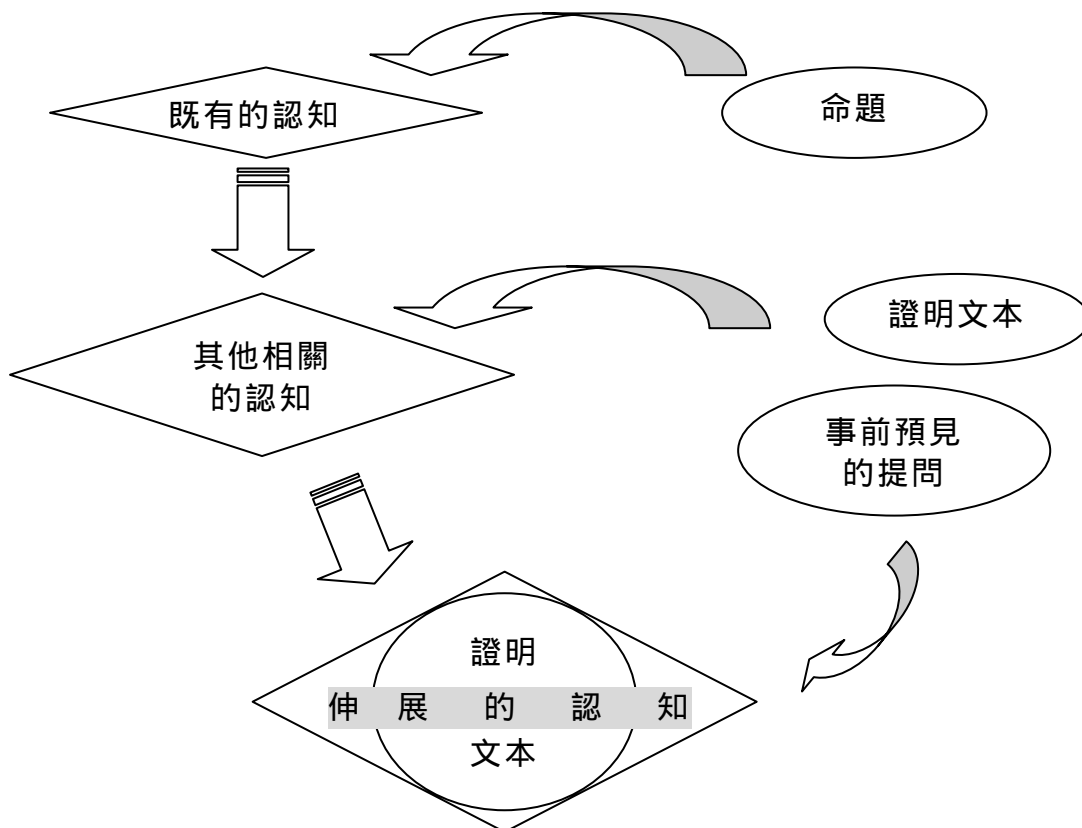 既有的認知
命題
證明文本
其他相關
的認知
事前預見
的提問
證明
伸 展 的 認 知
文本